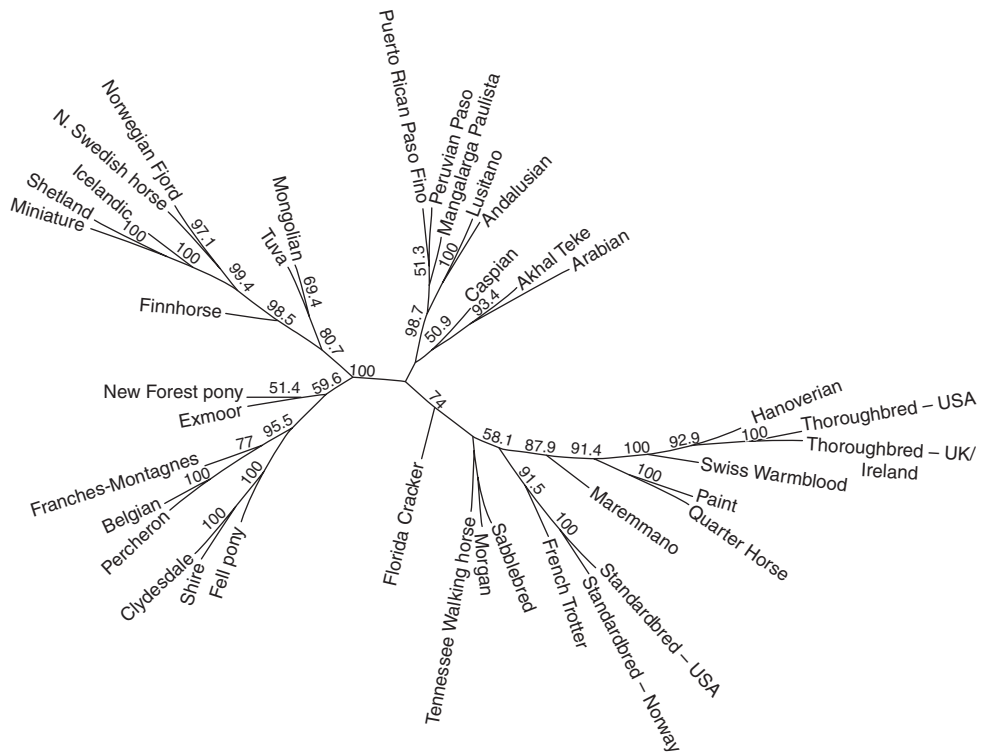 Puerto Rican Paso Fino
Peruvian Paso
Mangalarga Paulista
Lusitano
Andalusian
51.3
100
98.7
Caspian
Akhal Teke
Arabian
50.9
93.4
Norwegian Fjord
N. Swedish horse
Icelandic
Shetland
Miniature
97.1
100
100
99.4
Mongolian
Tuva
69.4
Finnhorse
98.5
80.7
100
New Forest pony
Exmoor
51.4
59.6
95.5
Franches-Montagnes
77
Belgian
100
Percheron
100
Clydesdale
100
Shire
Fell pony
74
Florida Cracker
58.1
87.9
91.4
100
92.9
100
Hanoverian
Thoroughbred – USA
Thoroughbred – UK/
Ireland
Swiss Warmblood
100
Paint
Quarter Horse
Maremmano
91.5
100
Tennessee Walking horse
Morgan
Sabblebred
French Trotter
Standardbred – Norway
Standardbred – USA